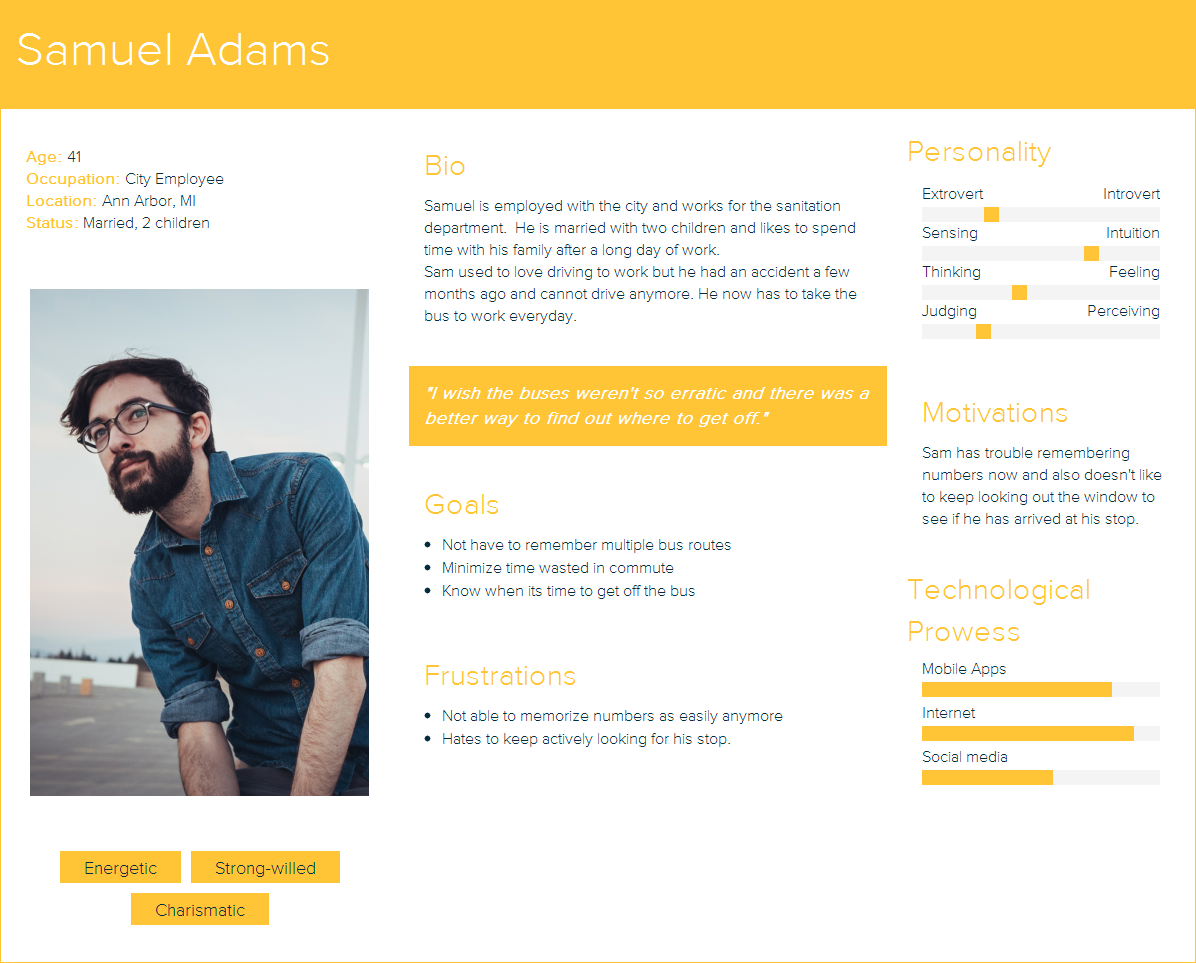 Samuel Adams
Age: 41
Occupation: City Employee
Location: Ann Arbor, MI
Status: Married, 2 children
Energetic
Strong-willed
Charismatic
Bio
Samuel is employed with the city and works for the sanitation
department.  He is married with two children and likes to spend
time with his family after a long day of work.
Sam used to love driving to work but he had an accident a few
months ago and cannot drive anymore. He now has to take the
bus to work everyday.
"I wish the buses weren't so erratic and there was a
better way to find out where to get off."
Goals
• Not have to remember multiple bus routes
• Minimize time wasted in commute
• Know when its time to get off the bus
Frustrations
• Not able to memorize numbers as easily anymore
• Hates to keep actively looking for his stop.
Personality
Extrovert Introvert
Sensing Intuition
Thinking Feeling
Judging Perceiving
Motivations
Sam has trouble remembering
numbers now and also doesn't like
to keep looking out the window to
see if he has arrived at his stop.
Technological
Prowess
Mobile Apps
Internet
Social media